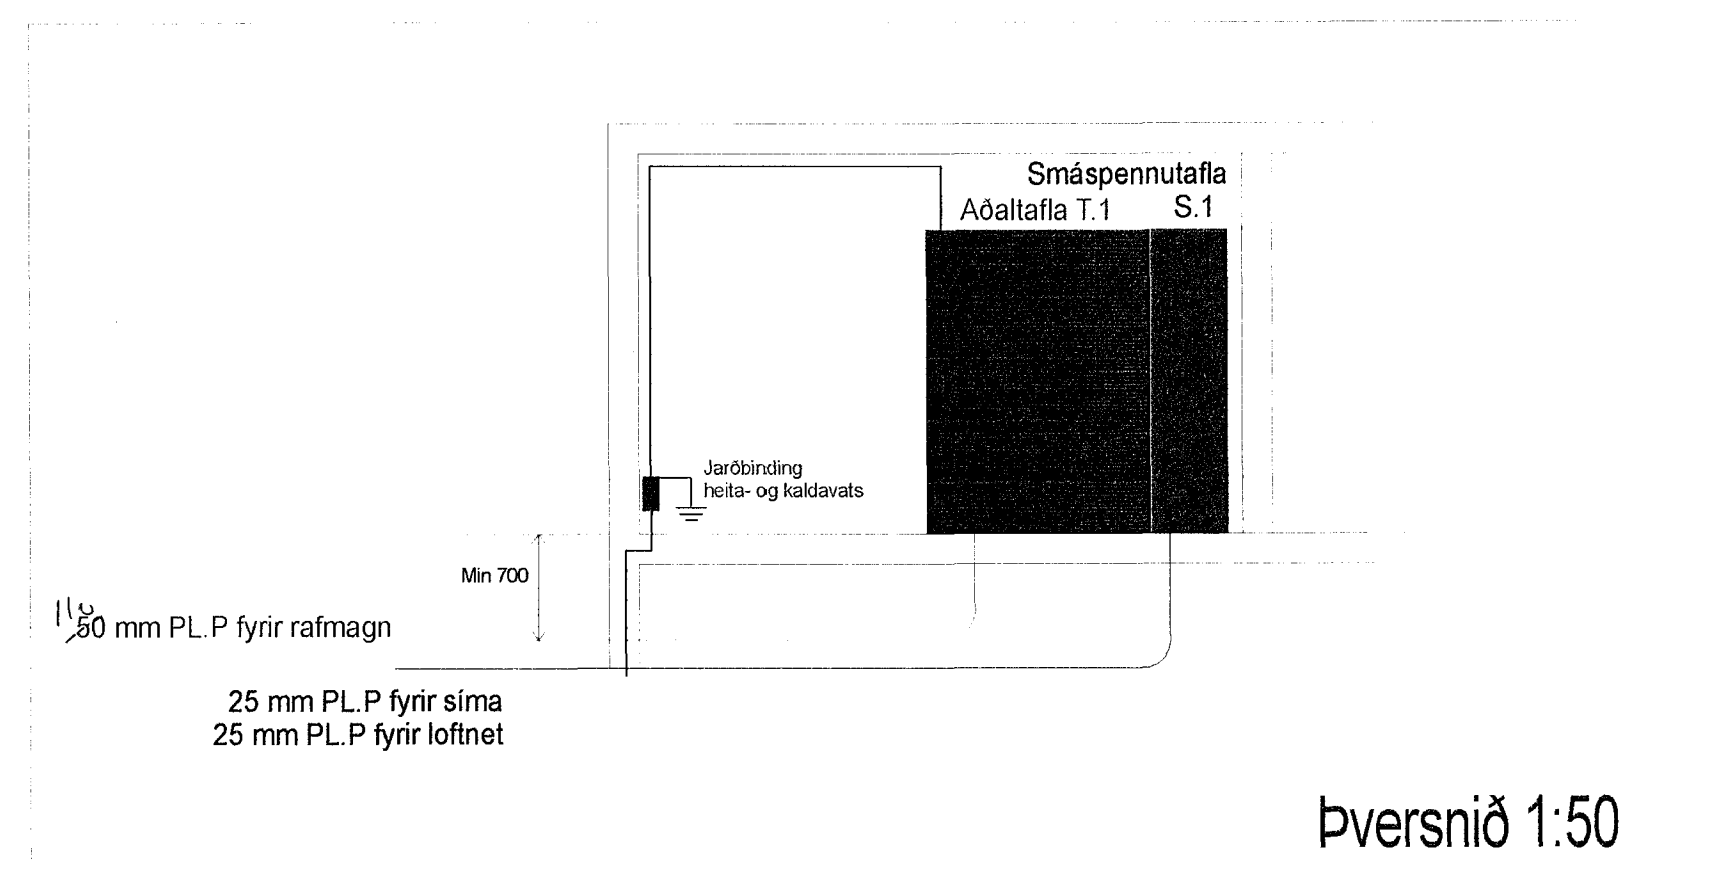 Smáspennutafla
Aðaltafla T.1 S.1
Jarðbinding
heita- og kaldavats
Min 700
50 mm PL.P fyrir rafmagn
25 mm PL.P fyrir síma
25 mm PL.P fyrir loftnet
Þversnið 1:50